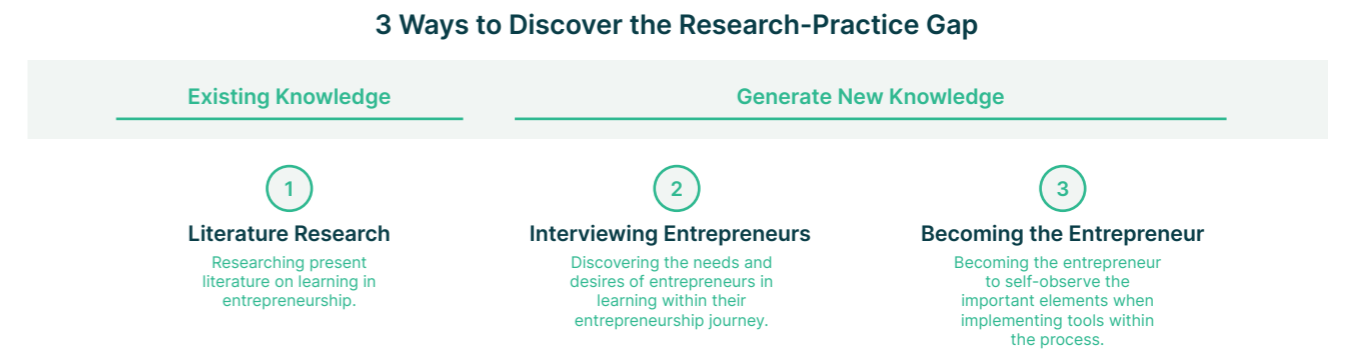 3 Ways to Discover the Research-Practice Gap
Existing Knowledge
Generate New Knowledge
1
Literature Research
Researching present
literature on learning in
entrepreneurship.
2
Interviewing Entrepreneurs
Discovering the needs and
desires of entrepreneurs in
learning within their
entrepreneurship journey.
3
Becoming the Entrepreneur
Becoming the entrepreneur
to self-observe the
important elements when
implementing tools within
the process.